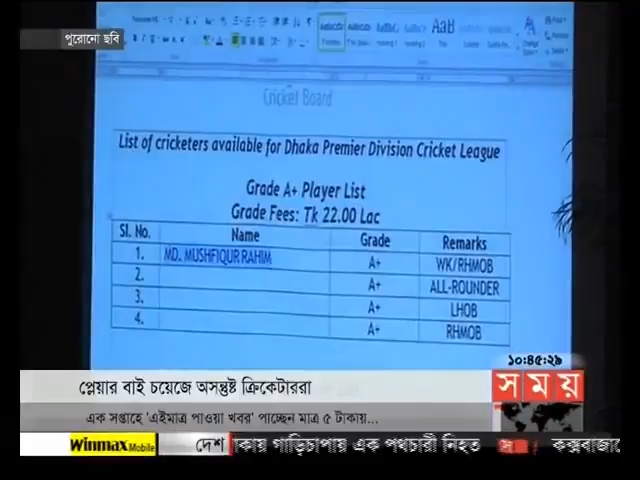 পুরোনো ছবি
AaB
Cricket Board
List of cricketers available for Dhaka Premier Division Cricket League
Grade A+ Player List
Grade Fees: Tk 22.00 Lac
Sl. No. Name Grade Remarks
1. MD. MUSHFIQUR RAHIM A+ WK/RHMOB
2. A+ ALL-ROUNDER
3. A+ LHOB
4. A+ RHMOB
১০:৪৫:২৯
প্লেয়ার বাই চয়েজে অসন্তুষ্ট ক্রিকেটাররা
সময়
এক সপ্তাহে 'এইমাত্র পাওয়া খবর' পাচ্ছেন মাত্র ৫ টাকায়...
Winmax Mobile দেশ কায় গাড়িচাপায় এক পথচারী নিহত কক্সবাজা